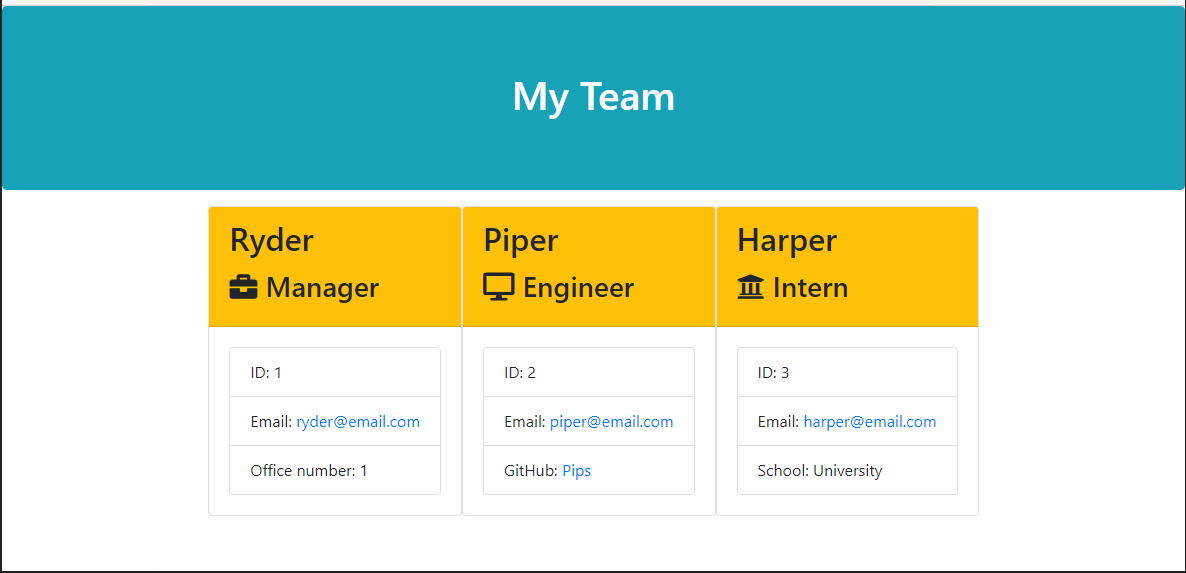 My Team
Ryder
Manager
ID: 1
Email: ryder@email.com
Office number: 1
Piper
Engineer
ID: 2
Email: piper@email.com
GitHub: Pips
Harper
Intern
ID: 3
Email: harper@email.com
School: University